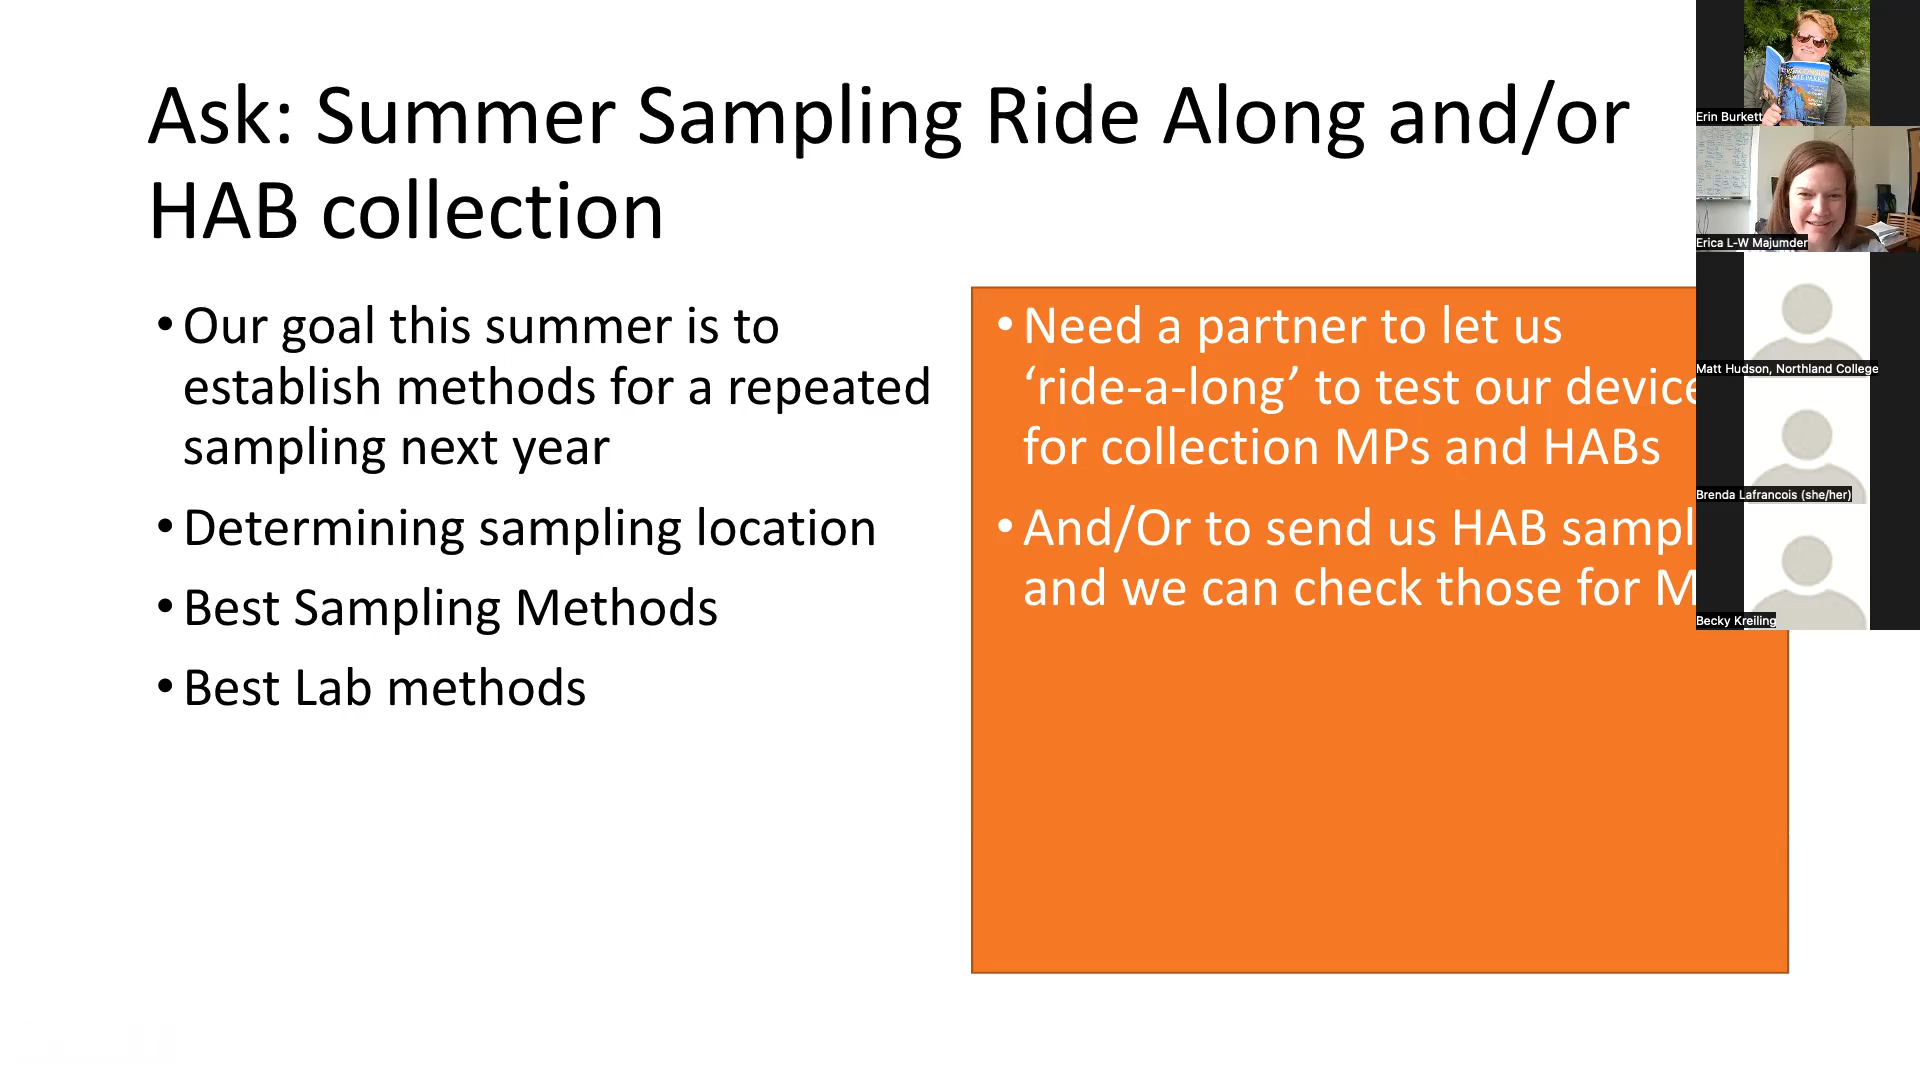 Ask: Summer Sampling Ride Along and/or
HAB collection
• Our goal this summer is to
establish methods for a repeated
sampling next year
• Determining sampling location
• Best Sampling Methods
• Best Lab methods
• Need a partner to let us
‘ride-a-long’ to test our device
for collection MPs and HABs
• And/Or to send us HAB
and we can check those for
Erin Burkett
Erica L-W Majumder
Matt Hudson, Northland College
Brenda Lafrancois (she/her)
Becky Kreiling